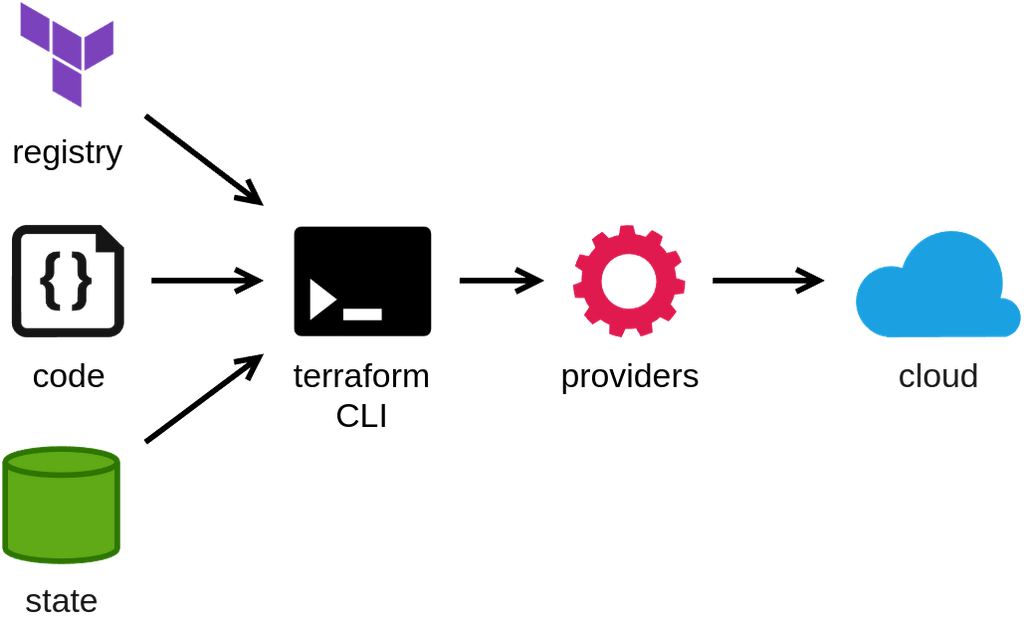 registry
code
terraform
CLI
providers
cloud
state